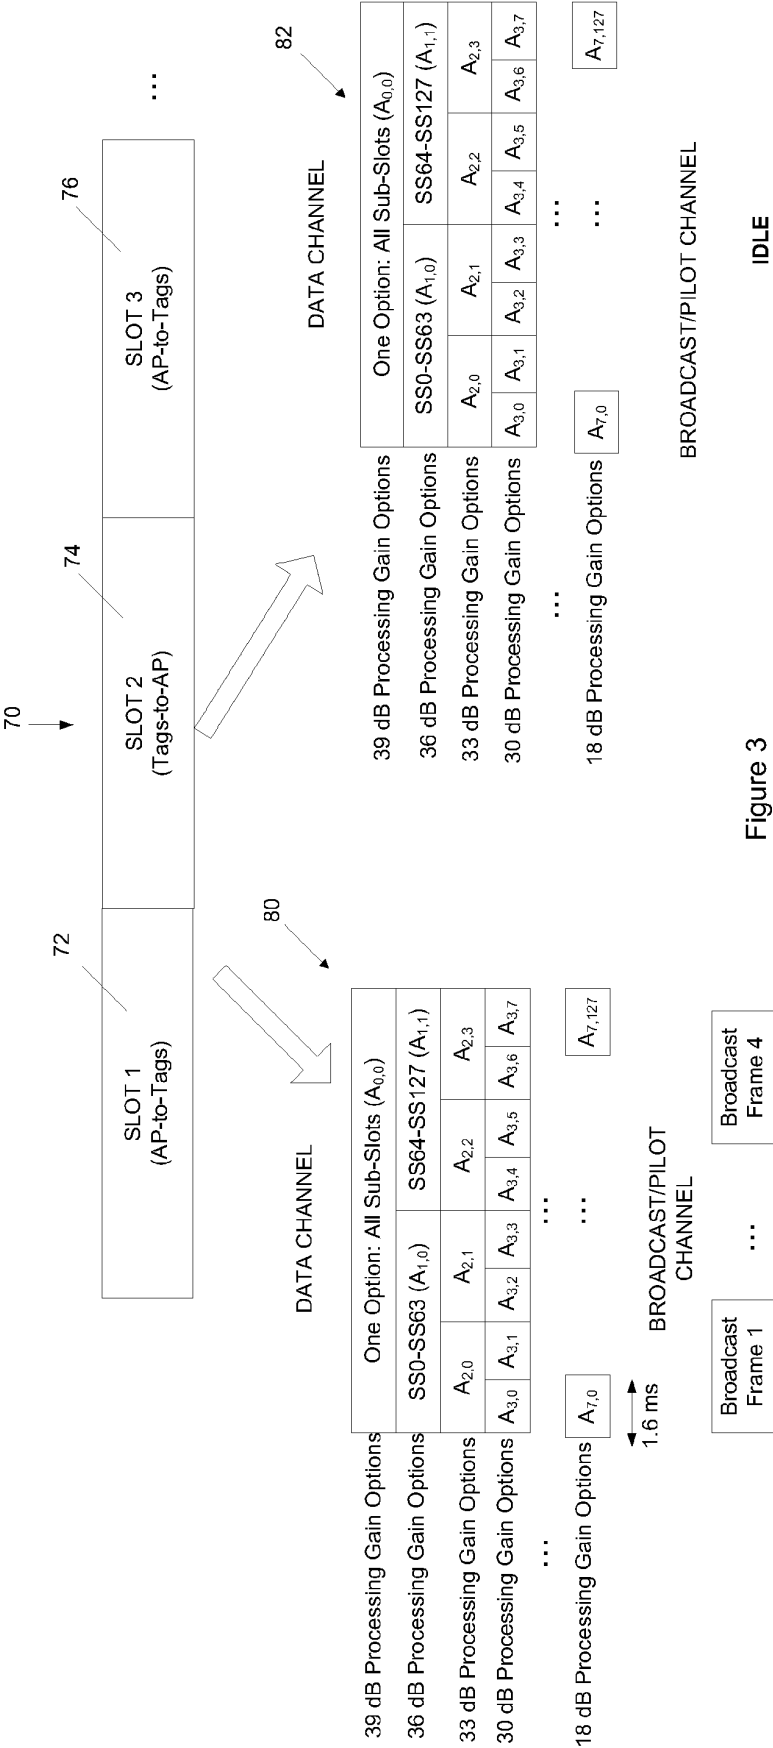 70
72
74
76
SLOT 1
(AP-to-Tags)
SLOT 2
(Tags-to-AP)
SLOT 3
(AP-to-Tags)
...
80
DATA CHANNEL
39 dB Processing Gain Options
One Option: All Sub-Slots (A0,0)
36 dB Processing Gain Options
SS0-SS63 (A1,0)
SS64-SS127 (A1,1)
33 dB Processing Gain Options
A2,0
A2,1
A2,2
A2,3
30 dB Processing Gain Options
A3,0
A3,1
A3,2
A3,3
A3,4
A3,5
A3,6
A3,7
...
...
18 dB Processing Gain Options
A7,0
...
A7,127
1.6 ms
BROADCAST/PILOT
CHANNEL
Broadcast
Frame 1
...
Broadcast
Frame 4
82
DATA CHANNEL
39 dB Processing Gain Options
One Option: All Sub-Slots (A0,0)
36 dB Processing Gain Options
SS0-SS63 (A1,0)
SS64-SS127 (A1,1)
33 dB Processing Gain Options
A2,0
A2,1
A2,2
A2,3
30 dB Processing Gain Options
A3,0
A3,1
A3,2
A3,3
A3,4
A3,5
A3,6
A3,7
...
...
18 dB Processing Gain Options
A7,0
...
A7,127
BROADCAST/PILOT CHANNEL
IDLE
Figure 3